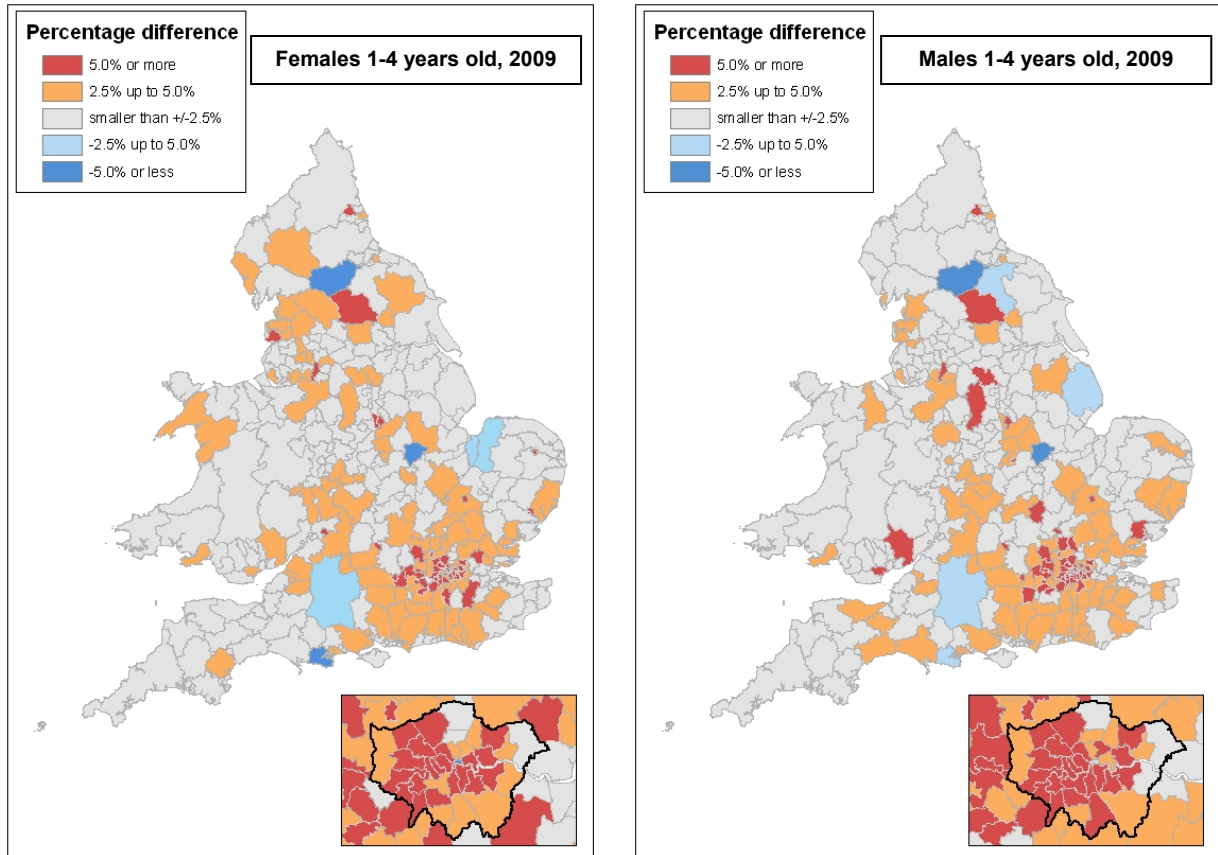 Percentage difference
Females 1-4 years old, 2009
5.0% or more
2.5% up to 5.0%
smaller than +/-2.5%
-2.5% up to 5.0%
-5.0% or less
Percentage difference
Males 1-4 years old, 2009
5.0% or more
2.5% up to 5.0%
smaller than +/-2.5%
-2.5% up to 5.0%
-5.0% or less